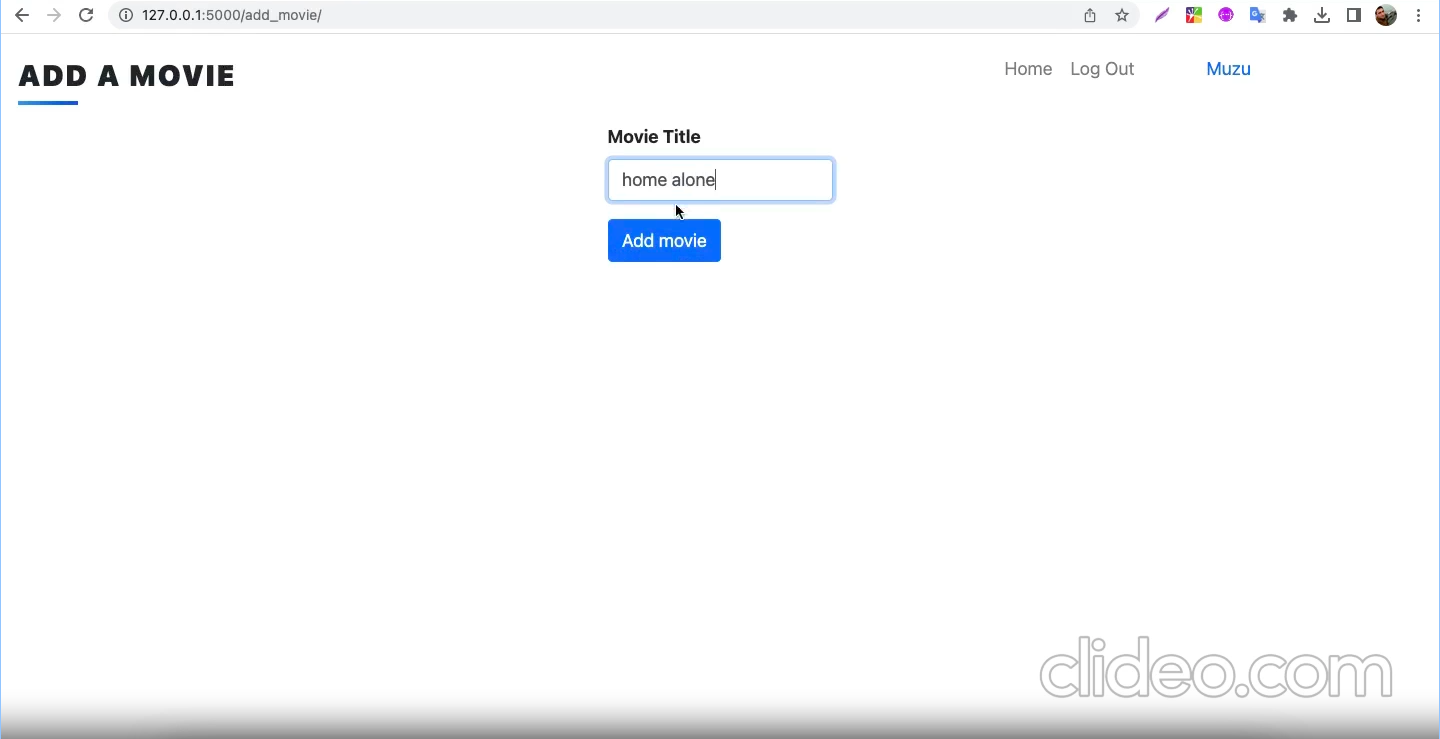 127.0.0.1:5000/add_movie/
ADD A MOVIE
Home Log Out Muzu
Movie Title
home alone
Add movie
clideo.com